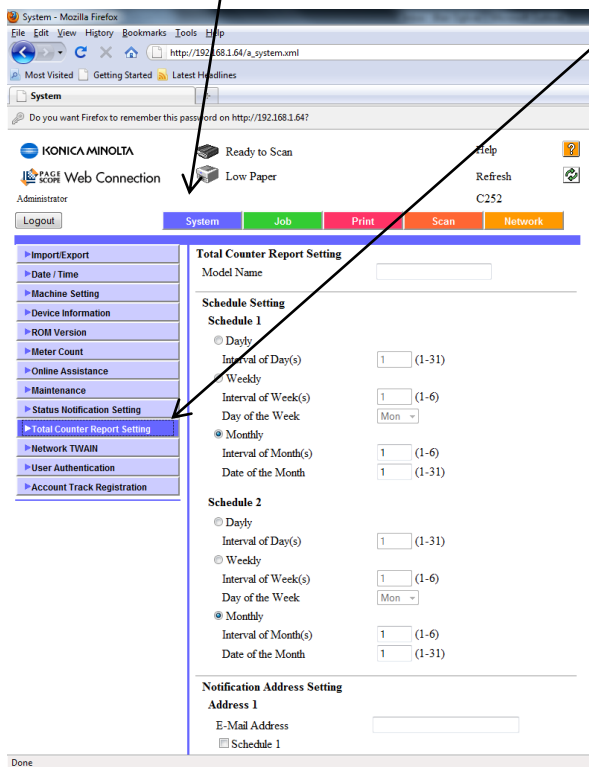 System - Mozilla Firefox
File Edit View History Bookmarks Tools Help
http://192.168.1.64/a_system.xml
Most Visited Getting Started Latest Headlines
System
Do you want Firefox to remember this password on http://192.168.1.64?
KONICA MINOLTA Ready to Scan Help ?
PAGE SCOPE Web Connection Low Paper Refresh
Administrator C252
Logout System Job Print Scan Network
Import/Export
Date / Time
Machine Setting
Device Information
ROM Version
Meter Count
Online Assistance
Maintenance
Status Notification Setting
Total Counter Report Setting
Network TWAIN
User Authentication
Account Track Registration
Total Counter Report Setting
Model Name
Schedule Setting
Schedule 1
Dayly
Interval of Day(s) 1 (1-31)
Weekly
Interval of Week(s) 1 (1-6)
Day of the Week Mon
Monthly
Interval of Month(s) 1 (1-6)
Date of the Month 1 (1-31)
Schedule 2
Dayly
Interval of Day(s) 1 (1-31)
Weekly
Interval of Week(s) 1 (1-6)
Day of the Week Mon
Monthly
Interval of Month(s) 1 (1-6)
Date of the Month 1 (1-31)
Notification Address Setting
Address 1
E-Mail Address
Schedule 1
Done